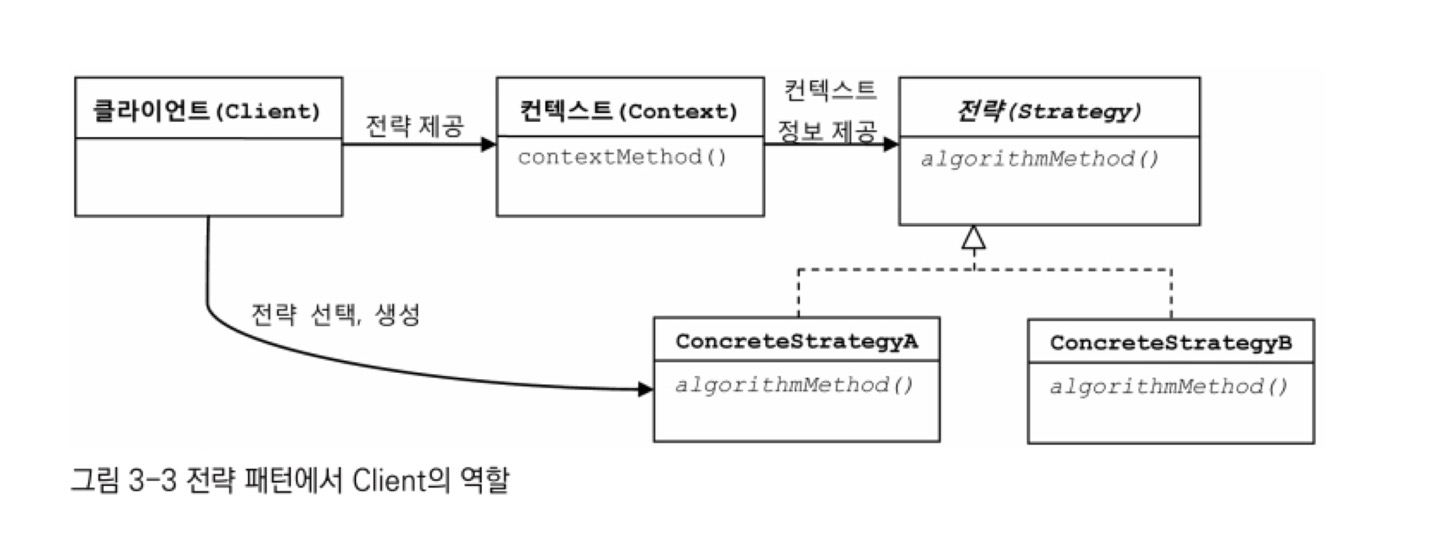 클라이언트(Client)
전략 제공
컨텍스트(Context)
contextMethod()
컨텍스트
정보 제공
전략(Strategy)
algorithmMethod()
전략 선택, 생성
ConcreteStrategyA
algorithmMethod()
ConcreteStrategyB
algorithmMethod()
그림 3-3 전략 패턴에서 Client의 역할